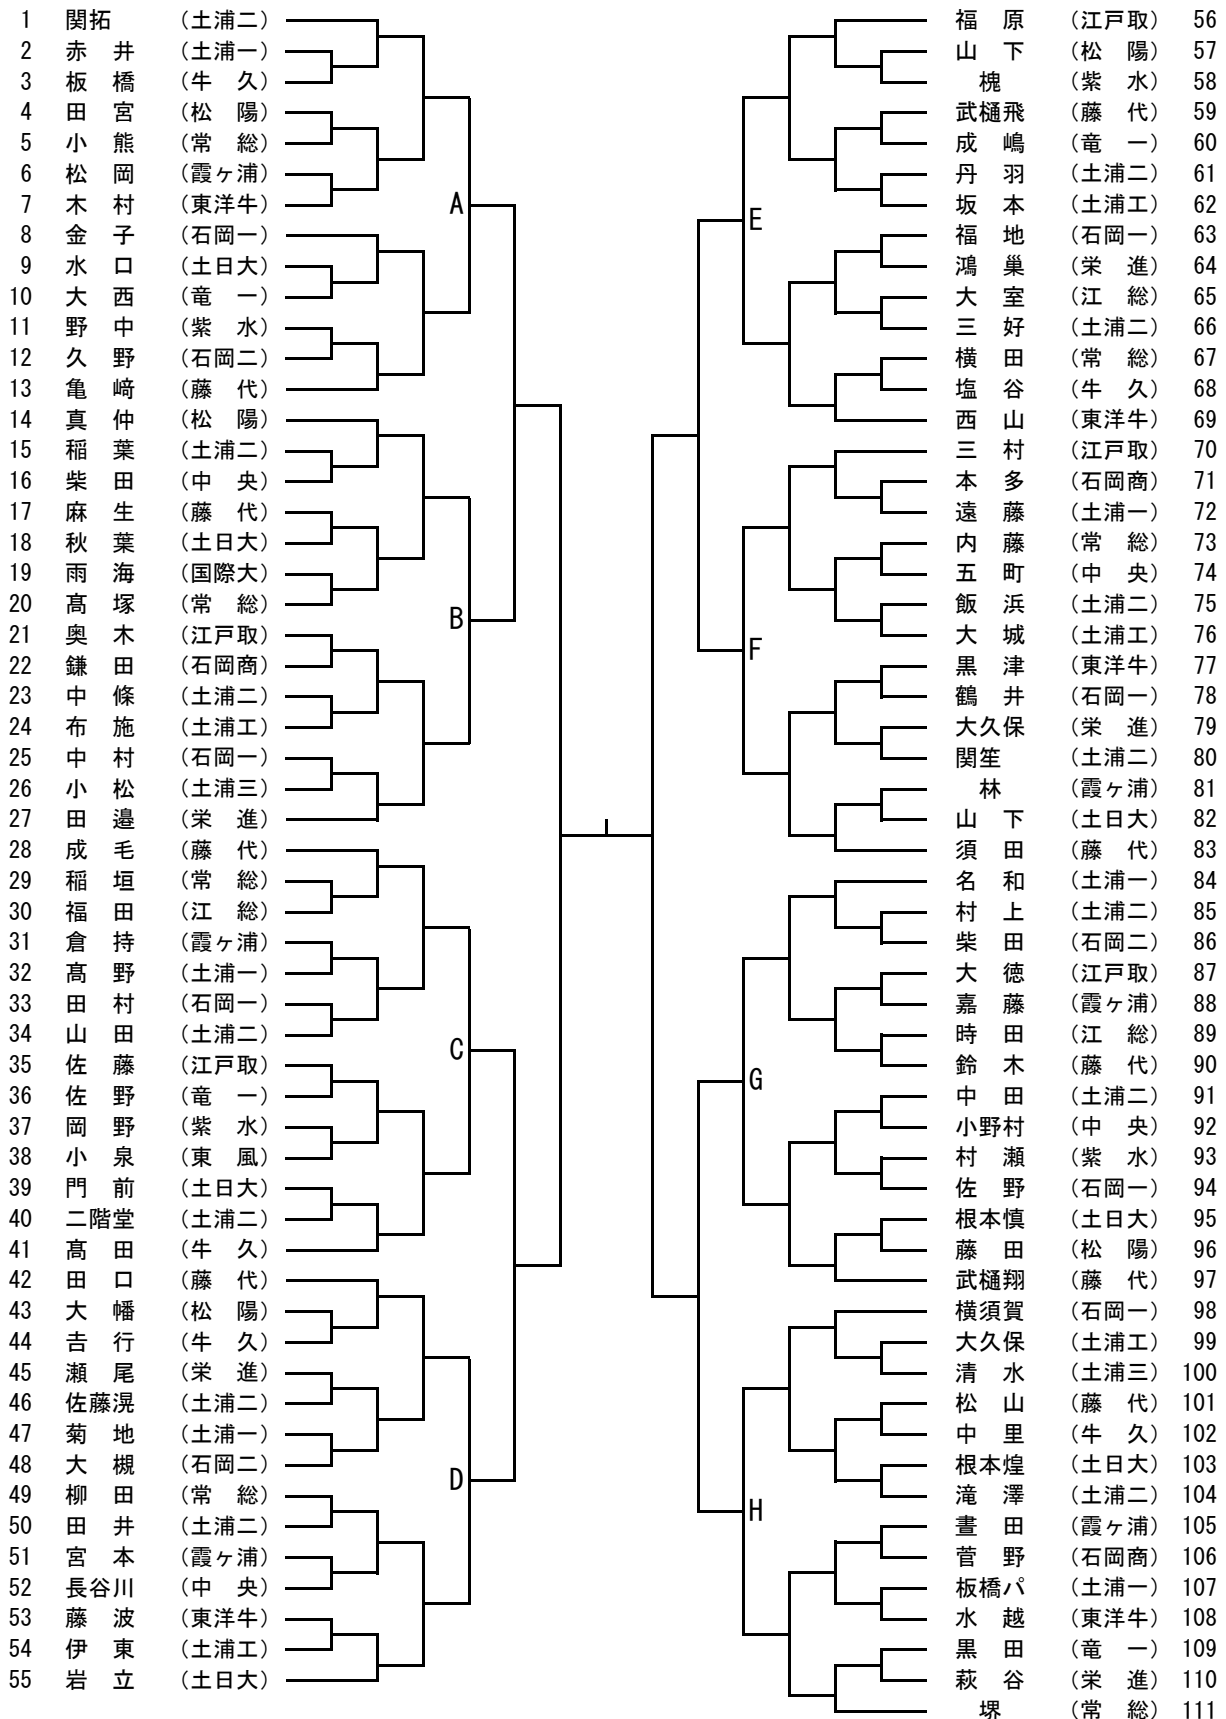 1 関拓 (土浦二)
2 赤井 (土浦一)
3 板橋 (牛久)
4 田宮 (松陽)
5 小熊 (常総)
6 松岡 (霞ヶ浦)
7 木村 (東洋牛)
8 金子 (石岡一)
9 水口 (土日大)
10 大西 (竜一)
11 野中 (紫水)
12 久野 (石岡二)
13 亀﨑 (藤代)
14 真仲 (松陽)
15 稲葉 (土浦二)
16 柴田 (中央)
17 麻生 (藤代)
18 秋葉 (土日大)
19 雨海 (国際大)
20 髙塚 (常総)
21 奥木 (江戸取)
22 鎌田 (石岡商)
23 中條 (土浦二)
24 布施 (土浦工)
25 中村 (石岡一)
26 小松 (土浦三)
27 田邉 (栄進)
28 成毛 (藤代)
29 稲垣 (常総)
30 福田 (江総)
31 倉持 (霞ヶ浦)
32 髙野 (土浦一)
33 田村 (石岡一)
34 山田 (土浦二)
35 佐藤 (江戸取)
36 佐野 (竜一)
37 岡野 (紫水)
38 小泉 (東風)
39 門前 (土日大)
40 二階堂 (土浦二)
41 髙田 (牛久)
42 田口 (藤代)
43 大幡 (松陽)
44 吉行 (牛久)
45 瀬尾 (栄進)
46 佐藤滉 (土浦二)
47 菊地 (土浦一)
48 大槻 (石岡二)
49 柳田 (常総)
50 田井 (土浦二)
51 宮本 (霞ヶ浦)
52 長谷川 (中央)
53 藤波 (東洋牛)
54 伊東 (土浦工)
55 岩立 (土日大)
A
B
C
D
E
F
G
H
福原 (江戸取) 56
山下 (松陽) 57
槐 (紫水) 58
武樋飛 (藤代) 59
成嶋 (竜一) 60
丹羽 (土浦二) 61
坂本 (土浦工) 62
福地 (石岡一) 63
鴻巣 (栄進) 64
大室 (江総) 65
三好 (土浦二) 66
横田 (常総) 67
塩谷 (牛久) 68
西山 (東洋牛) 69
三村 (江戸取) 70
本多 (石岡商) 71
遠藤 (土浦一) 72
内藤 (常総) 73
五町 (中央) 74
飯浜 (土浦二) 75
大城 (土浦工) 76
黒津 (東洋牛) 77
鶴井 (石岡一) 78
大久保 (栄進) 79
関笙 (土浦二) 80
林 (霞ヶ浦) 81
山下 (土日大) 82
須田 (藤代) 83
名和 (土浦一) 84
村上 (土浦二) 85
柴田 (石岡二) 86
大徳 (江戸取) 87
嘉藤 (霞ヶ浦) 88
時田 (江総) 89
鈴木 (藤代) 90
中田 (土浦二) 91
小野村 (中央) 92
村瀬 (紫水) 93
佐野 (石岡一) 94
根本慎 (土日大) 95
藤田 (松陽) 96
武樋翔 (藤代) 97
横須賀 (石岡一) 98
大久保 (土浦工) 99
清水 (土浦三) 100
松山 (藤代) 101
中里 (牛久) 102
根本煌 (土日大) 103
滝澤 (土浦二) 104
晝田 (霞ヶ浦) 105
菅野 (石岡商) 106
板橋パ (土浦一) 107
水越 (東洋牛) 108
黒田 (竜一) 109
萩谷 (栄進) 110
堺 (常総) 111